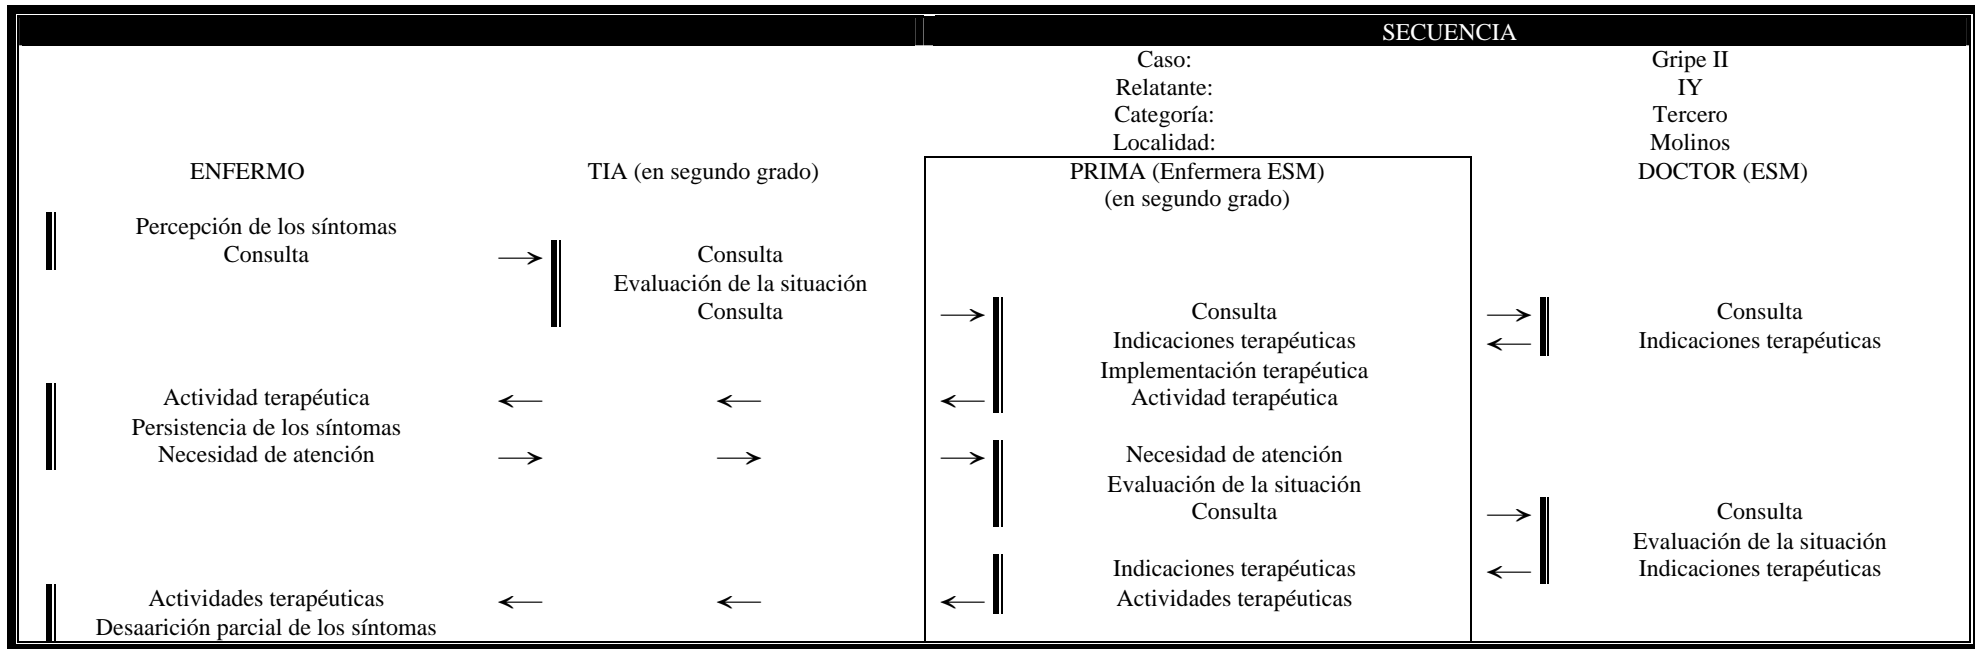 SECUENCIA
Caso: Gripe II
Relatante: IY
Categoría: Tercero
Localidad: Molinos
ENFERMO TIA (en segundo grado) PRIMA (Enfermera ESM) DOCTOR (ESM)
(en segundo grado)
Percepción de los síntomas
Consulta → Consulta
Evaluación de la situación
Consulta → Consulta → Consulta
Indicaciones terapéuticas ← Indicaciones terapéuticas
Implementación terapéutica
Actividad terapéutica ← ← ← Actividad terapéutica
Persistencia de los síntomas
Necesidad de atención → → → Necesidad de atención
Evaluación de la situación
Consulta → Consulta
Evaluación de la situación
Indicaciones terapéuticas ← Indicaciones terapéuticas
Actividades terapéuticas ← ← ← Actividades terapéuticas
Desaarición parcial de los síntomas